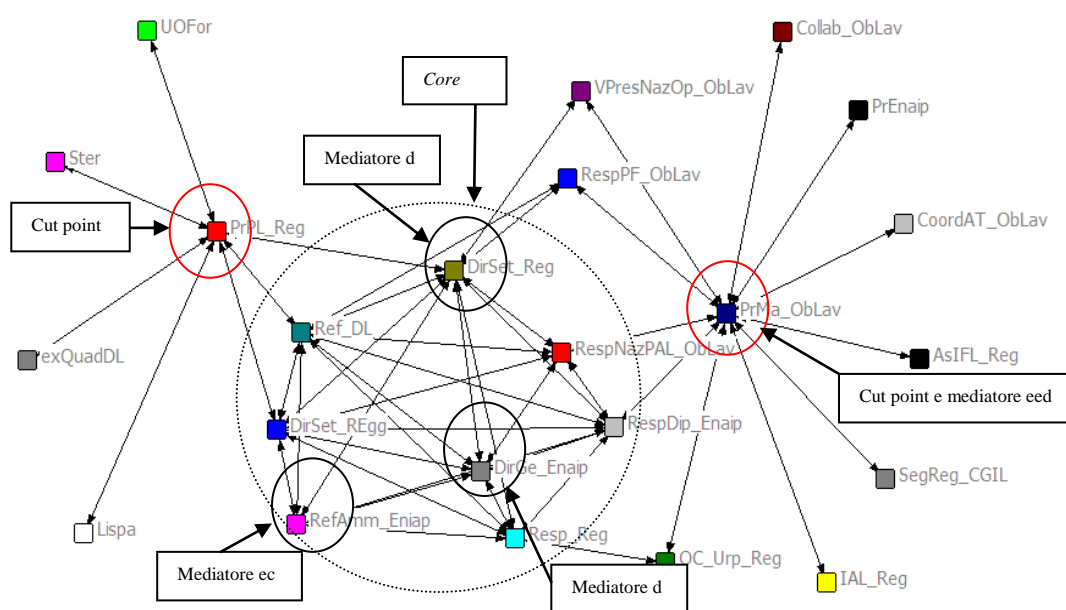 UOFor
Collab_ObLav
Core
VPresNazOp_ObLav
PrEnaip
Ster
Mediatore d
RespPF_ObLav
Cut point
PrPL_Reg
CoordAT_ObLav
DirSet_Reg
PrMa_ObLav
Ref_DL
exQuadDL
RespNazPAL_ObLav
AsIFL_Reg
Cut point e mediatore eed
DirSet_REgg
RespDip_Enaip
DirGe_Enaip
SegReg_CGIL
Lispa
RefAmm_Eniap
Resp_Reg
OC_Urp_Reg
Mediatore ec
Mediatore d
IAL_Reg